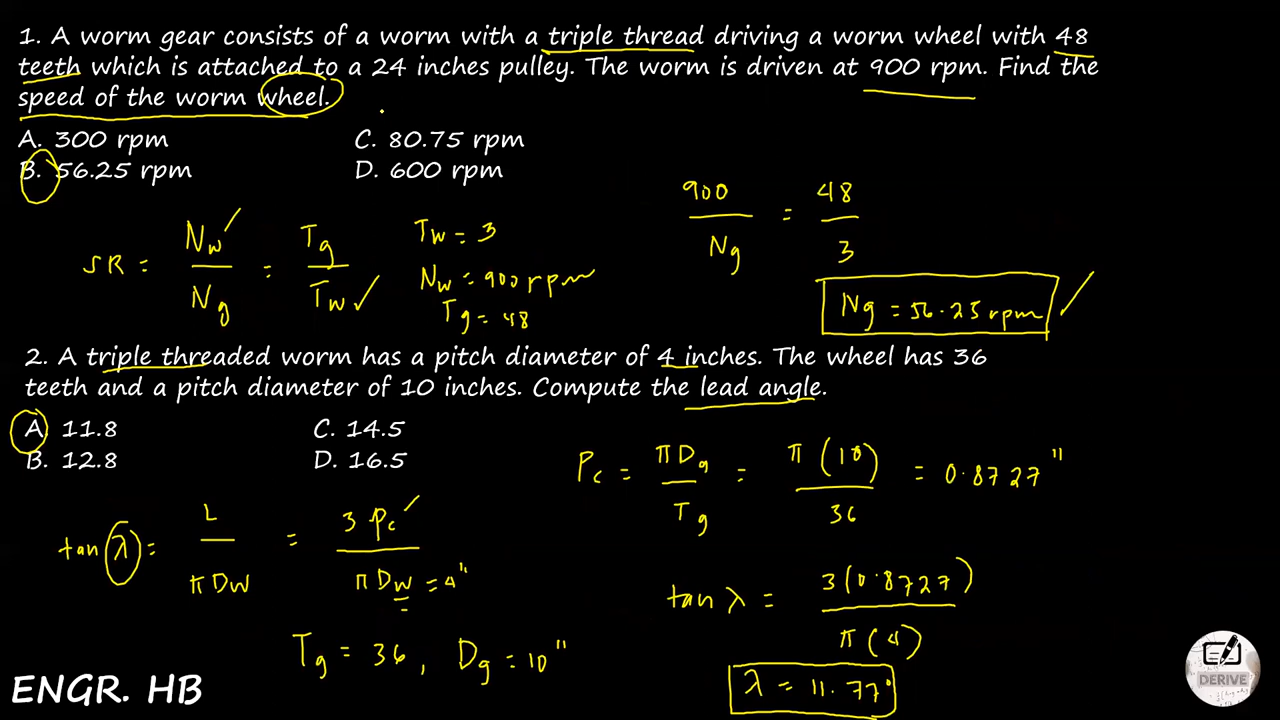 1. A worm gear consists of a worm with a triple thread driving a worm wheel with 48
teeth which is attached to a 24 inches pulley. The worm is driven at 900 rpm. Find the
speed of the worm wheel.
A. 300 rpm C. 80.75 rpm
B. 56.25 rpm D. 600 rpm
SR = Nw / Ng = Tg / Tw
Tw = 3
Nw = 900 rpm
Tg = 48
900 / Ng = 48 / 3
Ng = 56.25 rpm
2. A triple threaded worm has a pitch diameter of 4 inches. The wheel has 36
teeth and a pitch diameter of 10 inches. Compute the lead angle.
A 11.8 C. 14.5
B. 12.8 D. 16.5
Pc = πDg / Tg = π(10) / 36 = 0.8727"
tan λ = L / πDw = 3 Pc / πDw = 4"
Tg = 36, Dg = 10"
tan λ = 3(0.8727) / π(4)
λ = 11.77°
ENGR. HB
DERIVE